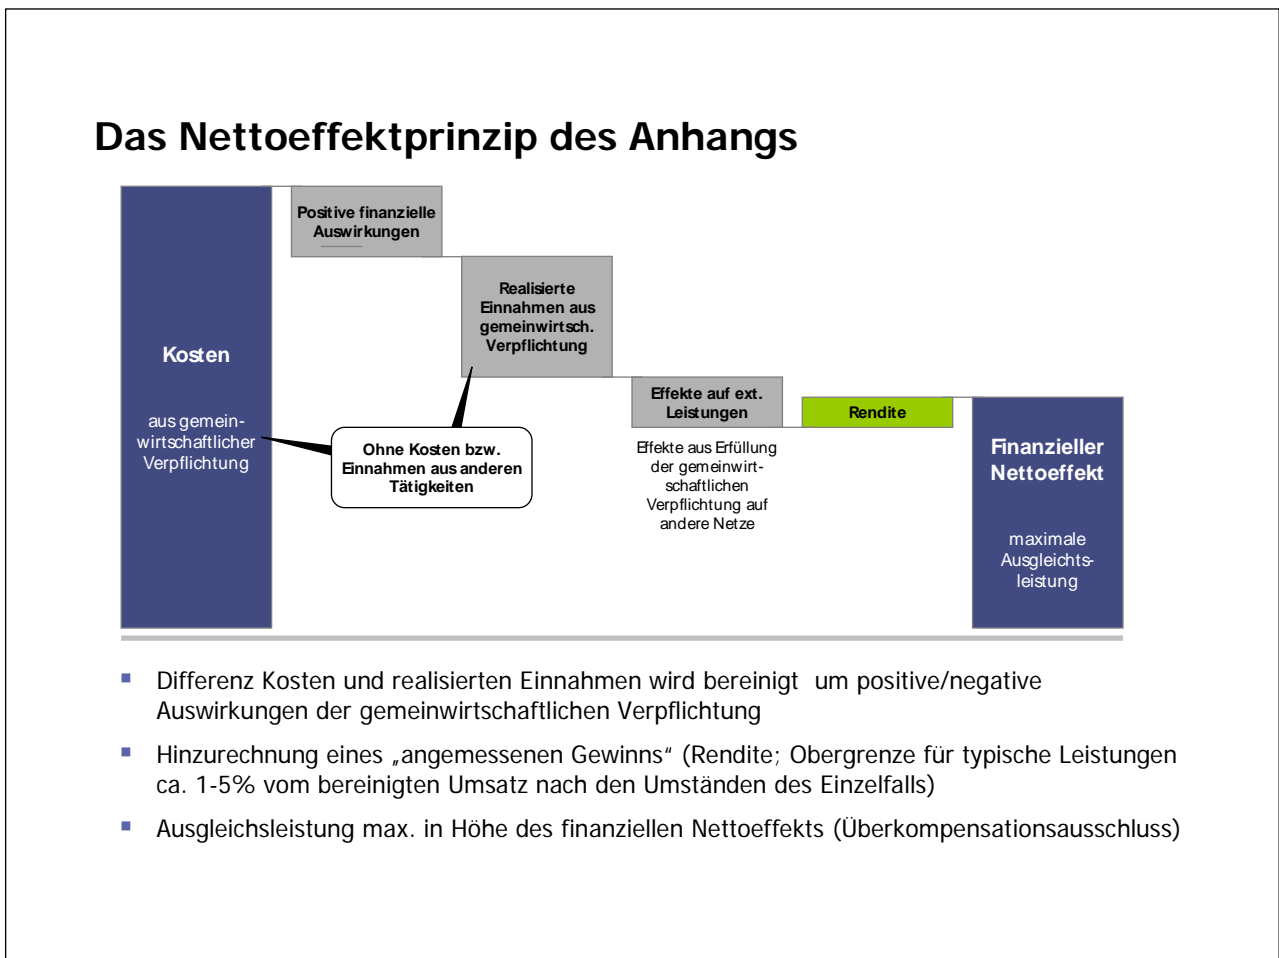 Das Nettoeffektprinzip des Anhangs
Kosten
aus gemein-
wirtschaftlicher
Verpflichtung
Positive finanzielle
Auswirkungen
Realisierte
Einnahmen aus
gemeinwirtsch.
Verpflichtung
Ohne Kosten bzw.
Einnahmen aus anderen
Tätigkeiten
Effekte auf ext.
Leistungen
Effekte aus Erfüllung
der gemeinwirt-
schaftlichen
Verpflichtung auf
andere Netze
Rendite
Finanzieller
Nettoeffekt
maximale
Ausgleichts-
leistung
▪ Differenz Kosten und realisierten Einnahmen wird bereinigt um positive/negative
Auswirkungen der gemeinwirtschaftlichen Verpflichtung
▪ Hinzurechnung eines „angemessenen Gewinns“ (Rendite; Obergrenze für typische Leistungen
ca. 1-5% vom bereinigten Umsatz nach den Umständen des Einzelfalls)
▪ Ausgleichsleistung max. in Höhe des finanziellen Nettoeffekts (Überkompensationsausschluss)